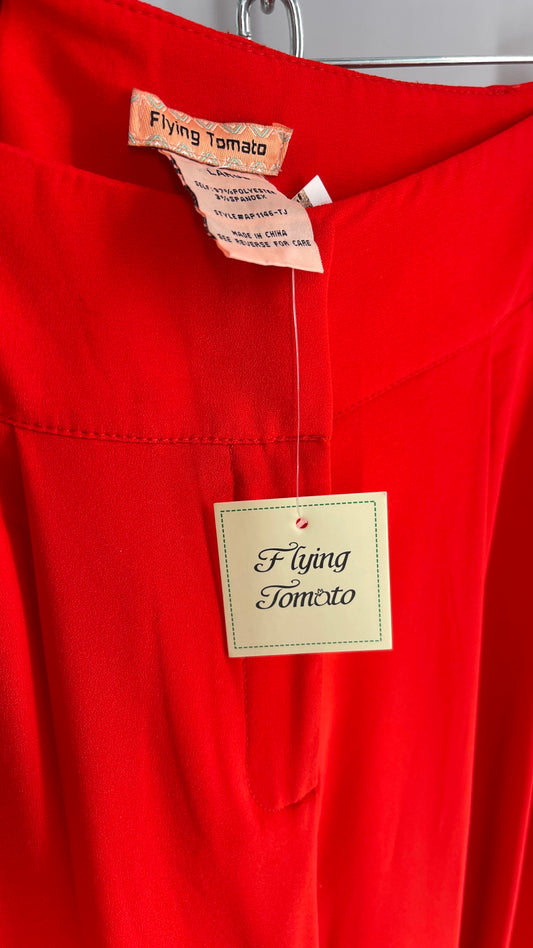 Flying Tomato
LARGE
SELF:97%POLYESTER
3%SPANDEX
STYLE#AP1146-TJ
MADE IN CHINA
SEE REVERSE FOR CARE
Flying
Tomato